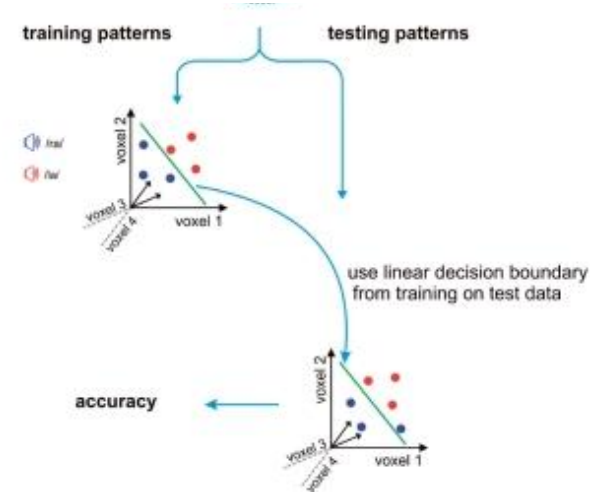 training patterns
testing patterns
voxel 2
/ra/
/la/
voxel 3
voxel 4
voxel 1
use linear decision boundary
from training on test data
voxel 2
accuracy
voxel 3
voxel 4
voxel 1